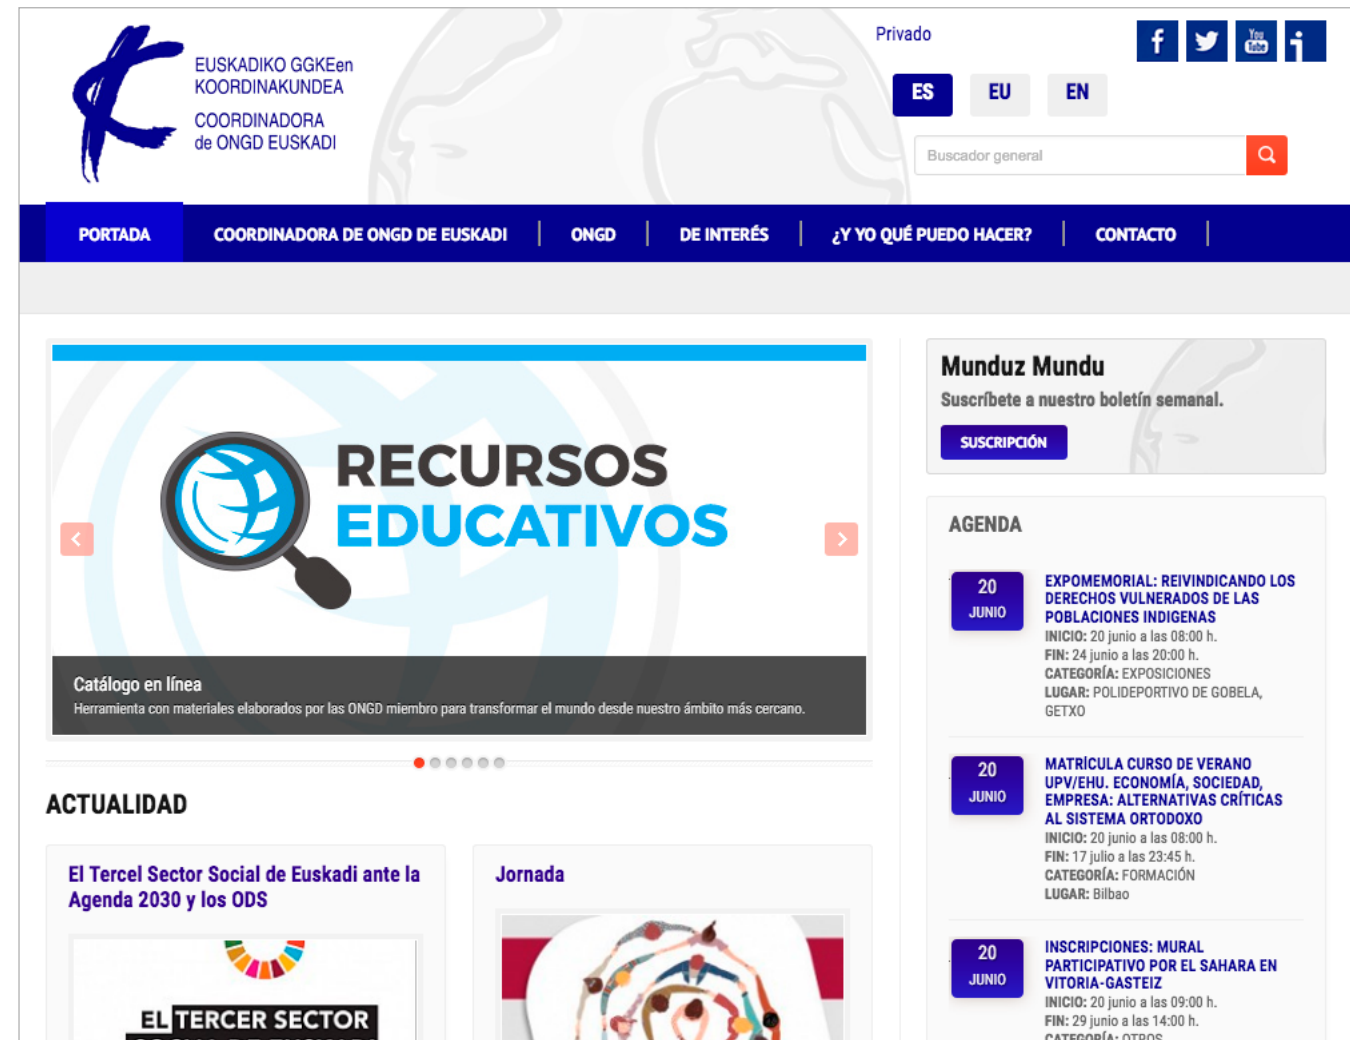 EUSKADIKO GGKEen
KOORDINAKUNDEA
COORDINADORA
de ONGD EUSKADI
Privado
f
You
Tube
i
ES
EU
EN
Buscador general
PORTADA
COORDINADORA DE ONGD DE EUSKADI
ONGD
DE INTERÉS
¿Y YO QUÉ PUEDO HACER?
CONTACTO
RECURSOS
EDUCATIVOS
Catálogo en línea
Herramienta con materiales elaborados por las ONGD miembro para transformar el mundo desde nuestro ámbito más cercano.
ACTUALIDAD
El Tercel Sector Social de Euskadi ante la
Agenda 2030 y los ODS
EL TERCER SECTOR
Jornada
Munduz Mundu
Suscríbete a nuestro boletín semanal.
SUSCRIPCIÓN
AGENDA
20
JUNIO
EXPOMEMORIAL: REIVINDICANDO LOS
DERECHOS VULNERADOS DE LAS
POBLACIONES INDIGENAS
INICIO: 20 junio a las 08:00 h.
FIN: 24 junio a las 20:00 h.
CATEGORÍA: EXPOSICIONES
LUGAR: POLIDEPORTIVO DE GOBELA,
GETXO
20
JUNIO
MATRÍCULA CURSO DE VERANO
UPV/EHU. ECONOMÍA, SOCIEDAD,
EMPRESA: ALTERNATIVAS CRÍTICAS
AL SISTEMA ORTODOXO
INICIO: 20 junio a las 08:00 h.
FIN: 17 julio a las 23:45 h.
CATEGORÍA: FORMACIÓN
LUGAR: Bilbao
20
JUNIO
INSCRIPCIONES: MURAL
PARTICIPATIVO POR EL SAHARA EN
VITORIA-GASTEIZ
INICIO: 20 junio a las 09:00 h.
FIN: 29 junio a las 14:00 h.
CATEGORÍA: OTROS